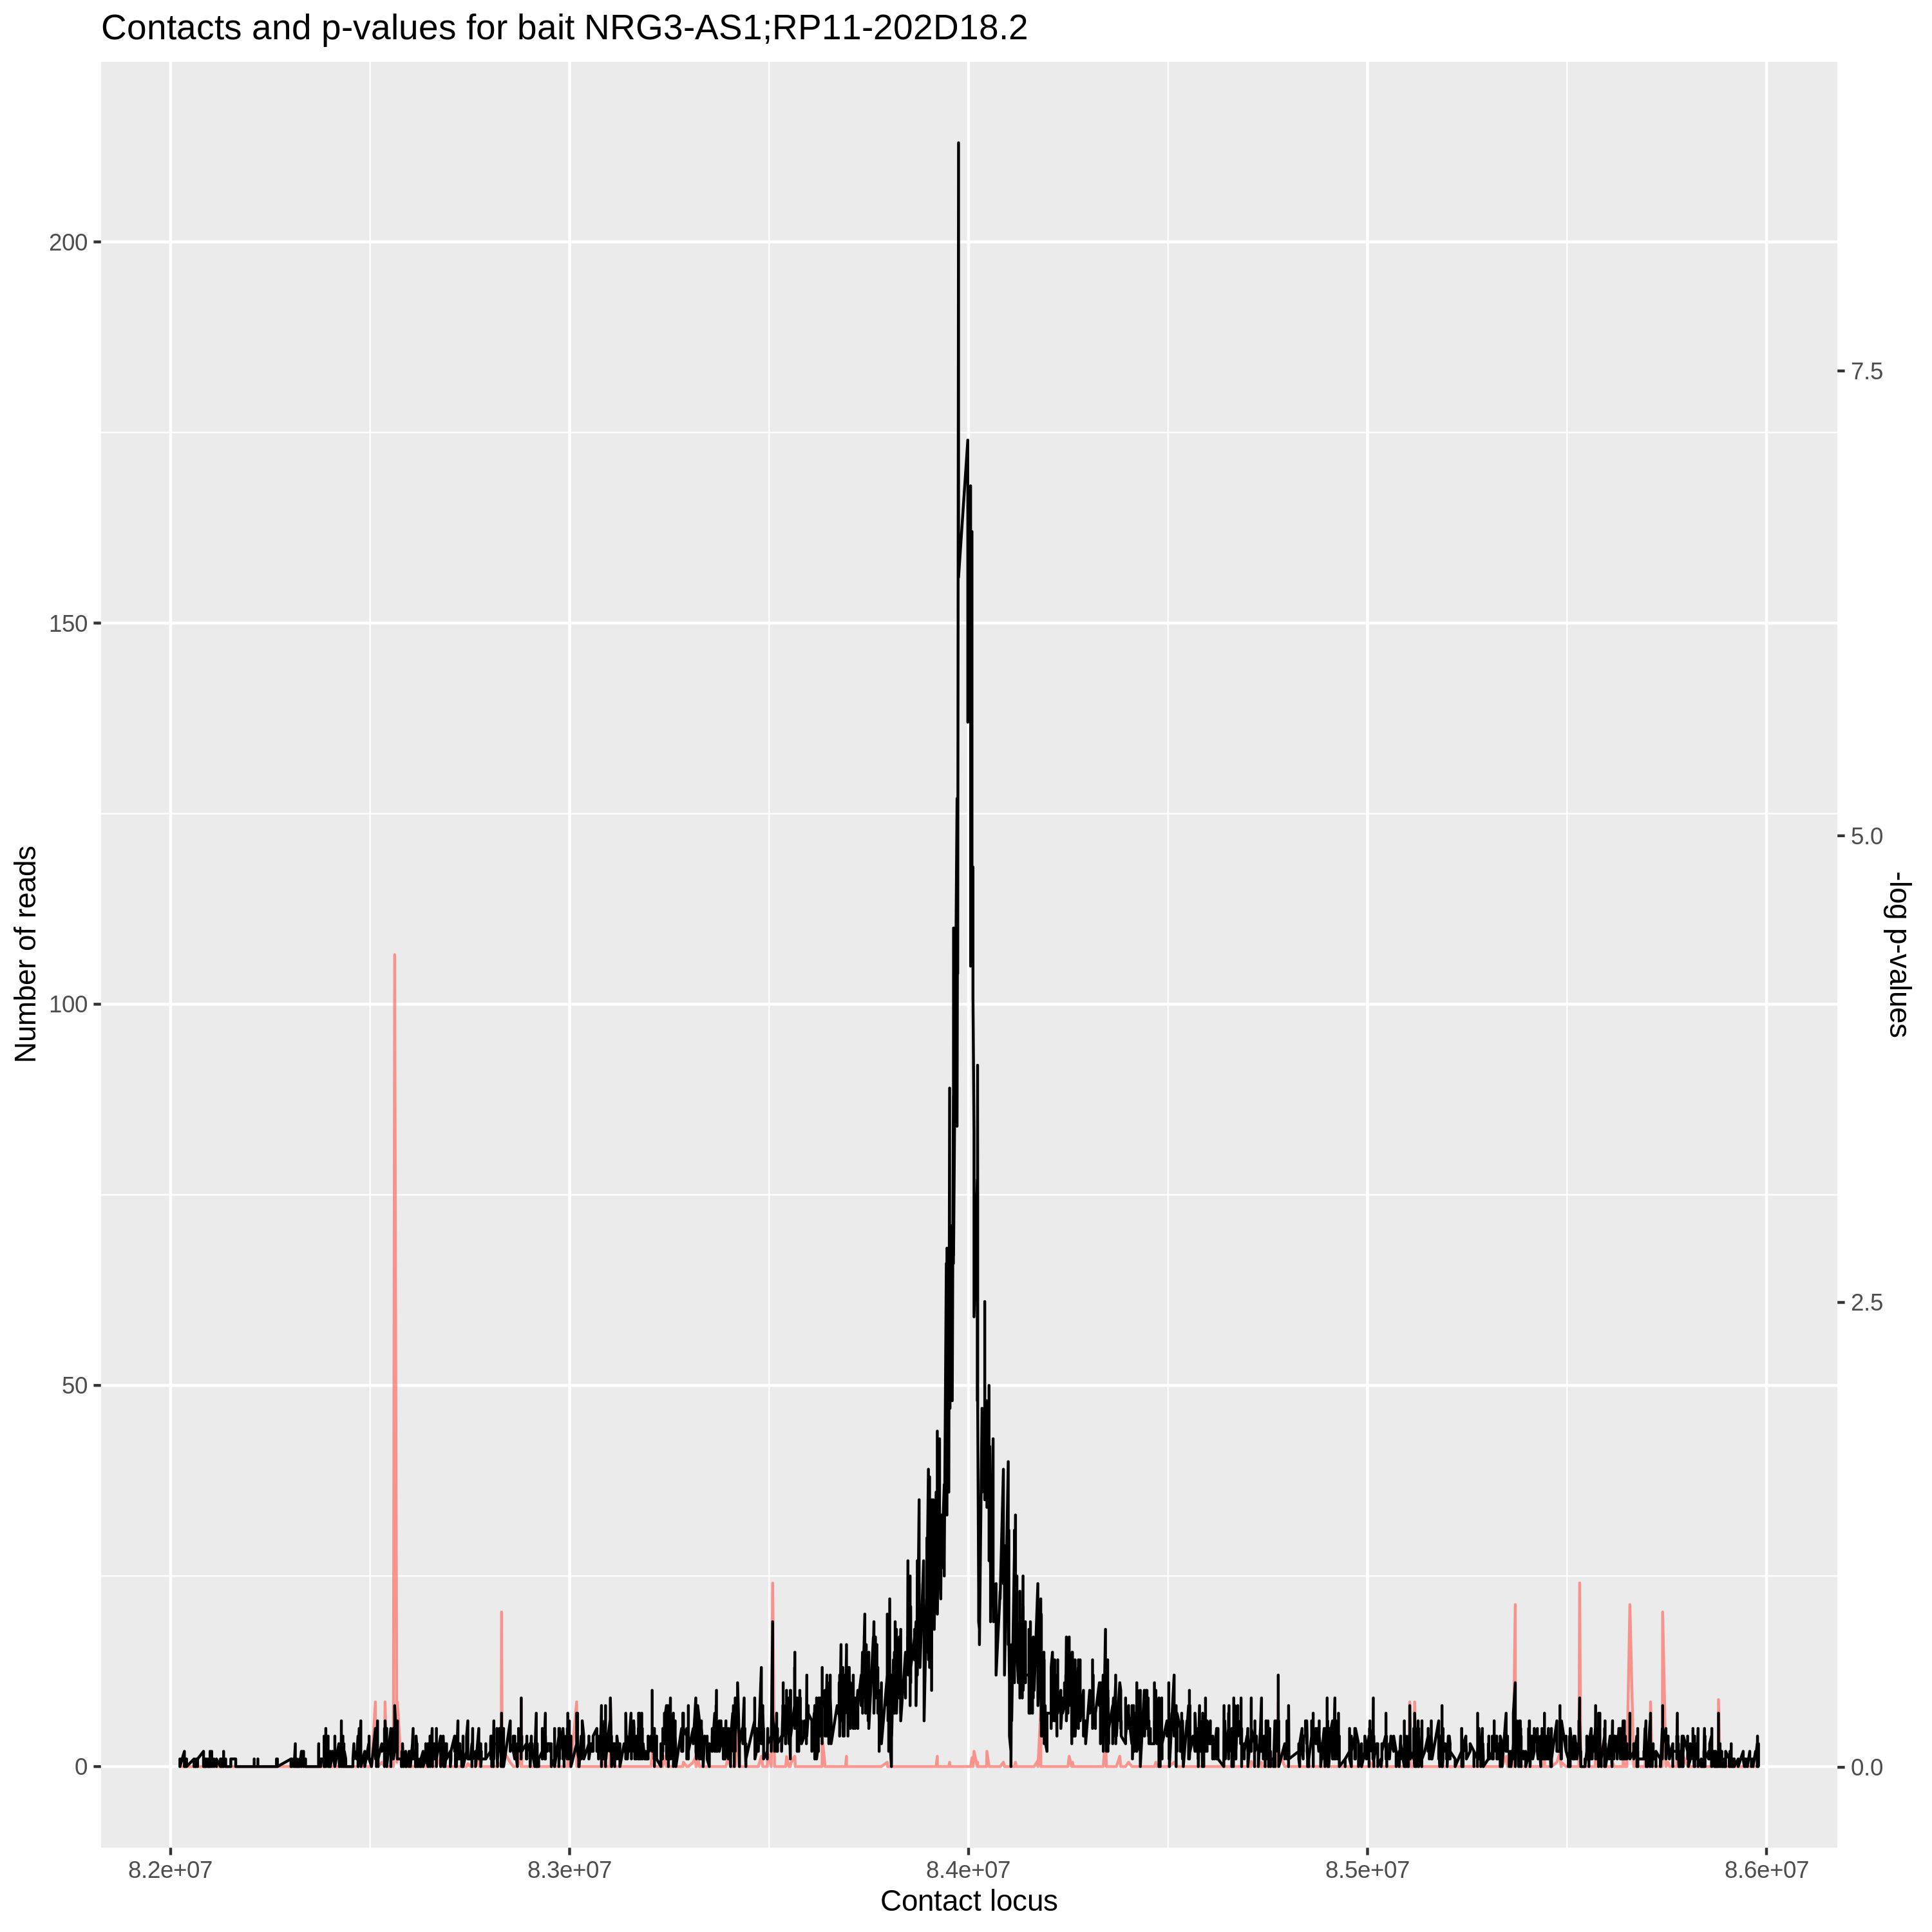 Contacts and p-values for bait NRG3-AS1;RP11-202D18.2
200
150
100
50
0
Number of reads
7.5
5.0
2.5
0.0
-log p-values
8.2e+07
8.3e+07
8.4e+07
8.5e+07
8.6e+07
Contact locus